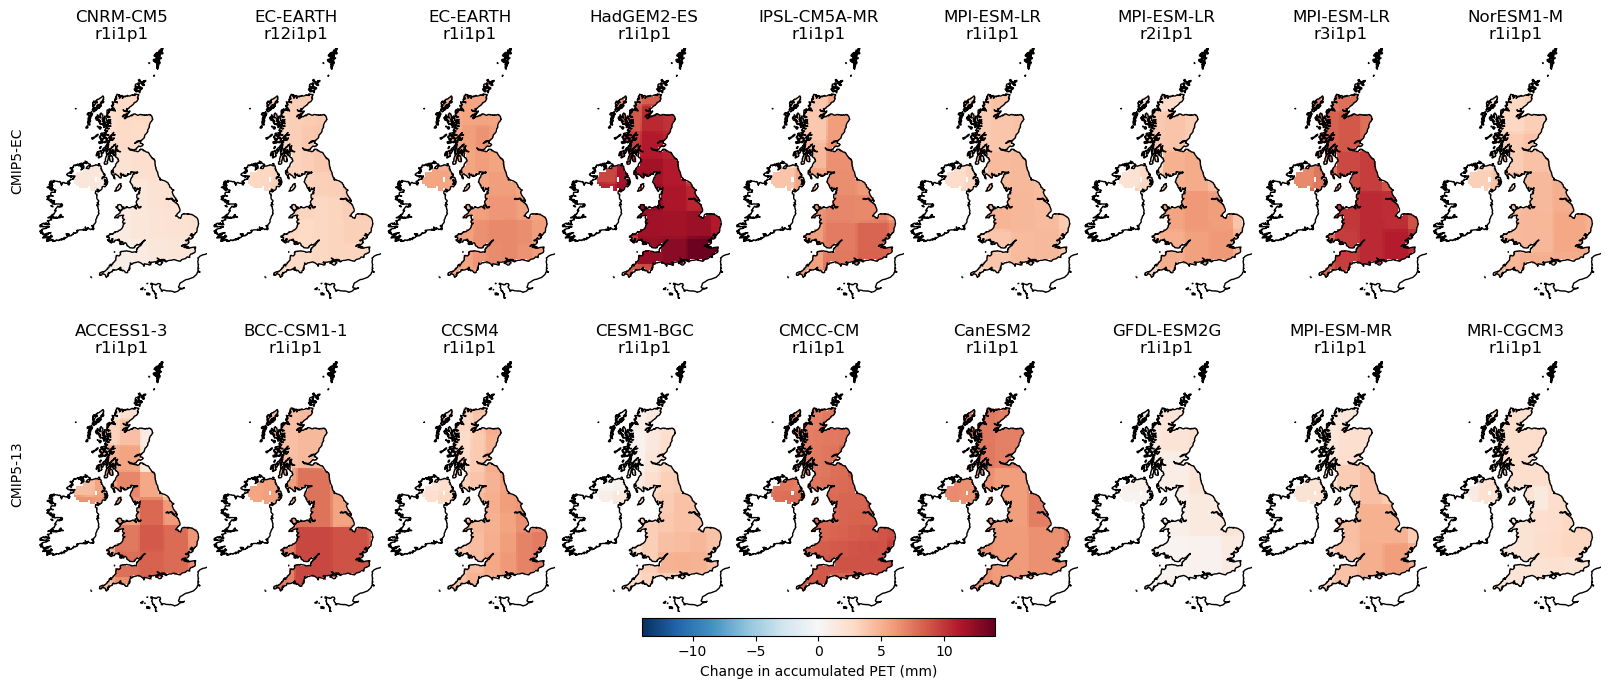 CNRM-CM5 EC-EARTH EC-EARTH HadGEM2-ES IPSL-CM5A-MR MPI-ESM-LR MPI-ESM-LR MPI-ESM-LR NorESM1-M
r1i1p1 r12i1p1 r1i1p1 r1i1p1 r1i1p1 r1i1p1 r2i1p1 r3i1p1 r1i1p1
CMIP5-EC
ACCESS1-3 BCC-CSM1-1 CCSM4 CESM1-BGC CMCC-CM CanESM2 GFDL-ESM2G MPI-ESM-MR MRI-CGCM3
r1i1p1 r1i1p1 r1i1p1 r1i1p1 r1i1p1 r1i1p1 r1i1p1 r1i1p1 r1i1p1
CMIP5-13
−10 −5 0 5 10
Change in accumulated PET (mm)